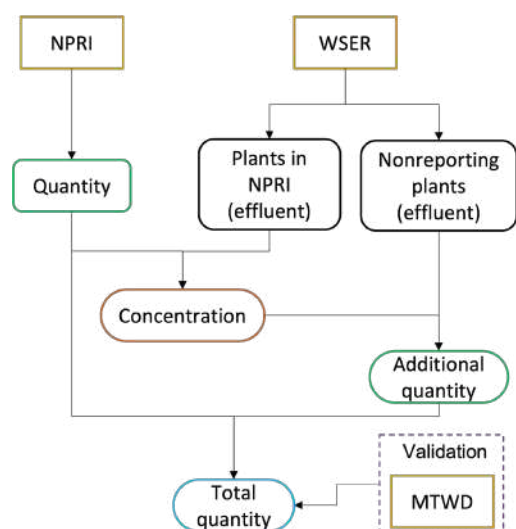 NPRI
WSER
Quantity
Plants in
NPRI
(effluent)
Nonreporting
plants
(effluent)
Concentration
Additional
quantity
Validation
MTWD
Total
quantity